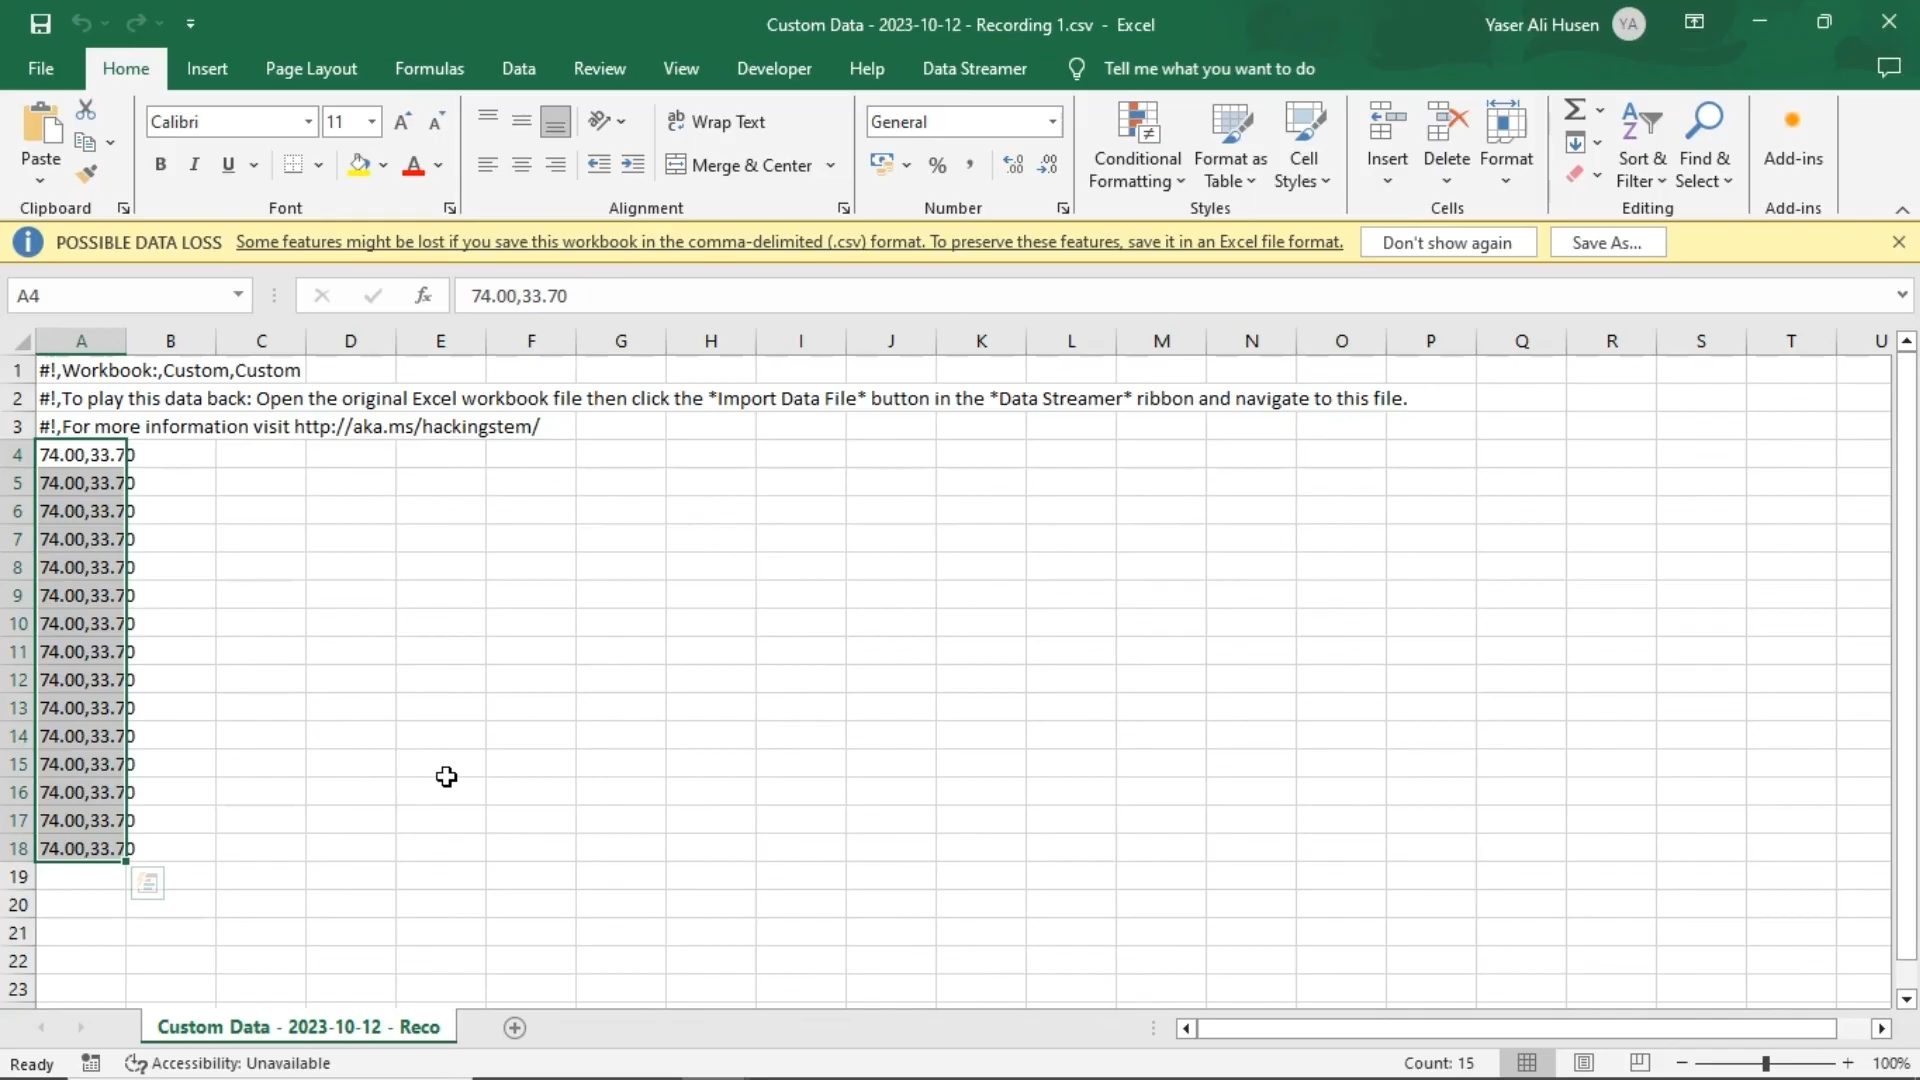 Custom Data - 2023-10-12 - Recording 1.csv - Excel
Yaser Ali Husen YA
File Home Insert Page Layout Formulas Data Review View Developer Help Data Streamer Tell me what you want to do
Paste
Clipboard
Calibri 11
B I U A
Font
Wrap Text
Merge & Center
Alignment
General
%
Number
Conditional Formatting
Format as Table
Cell Styles
Styles
Insert
Delete
Format
Cells
Sort & Filter
Find & Select
Editing
Add-ins
Add-ins
POSSIBLE DATA LOSS Some features might be lost if you save this workbook in the comma-delimited (.csv) format. To preserve these features, save it in an Excel file format. Don't show again Save As...
A4 fx 74.00,33.70
A B C D E F G H I J K L M N O P Q R S T U
1 #!,Workbook:,Custom,Custom
2 #!,To play this data back: Open the original Excel workbook file then click the *Import Data File* button in the *Data Streamer* ribbon and navigate to this file.
3 #!,For more information visit http://aka.ms/hackingstem/
4 74.00,33.70
5 74.00,33.70
6 74.00,33.70
7 74.00,33.70
8 74.00,33.70
9 74.00,33.70
10 74.00,33.70
11 74.00,33.70
12 74.00,33.70
13 74.00,33.70
14 74.00,33.70
15 74.00,33.70
16 74.00,33.70
17 74.00,33.70
18 74.00,33.70
19
20
21
22
23
Custom Data - 2023-10-12 - Reco
Ready Accessibility: Unavailable Count: 15 100%